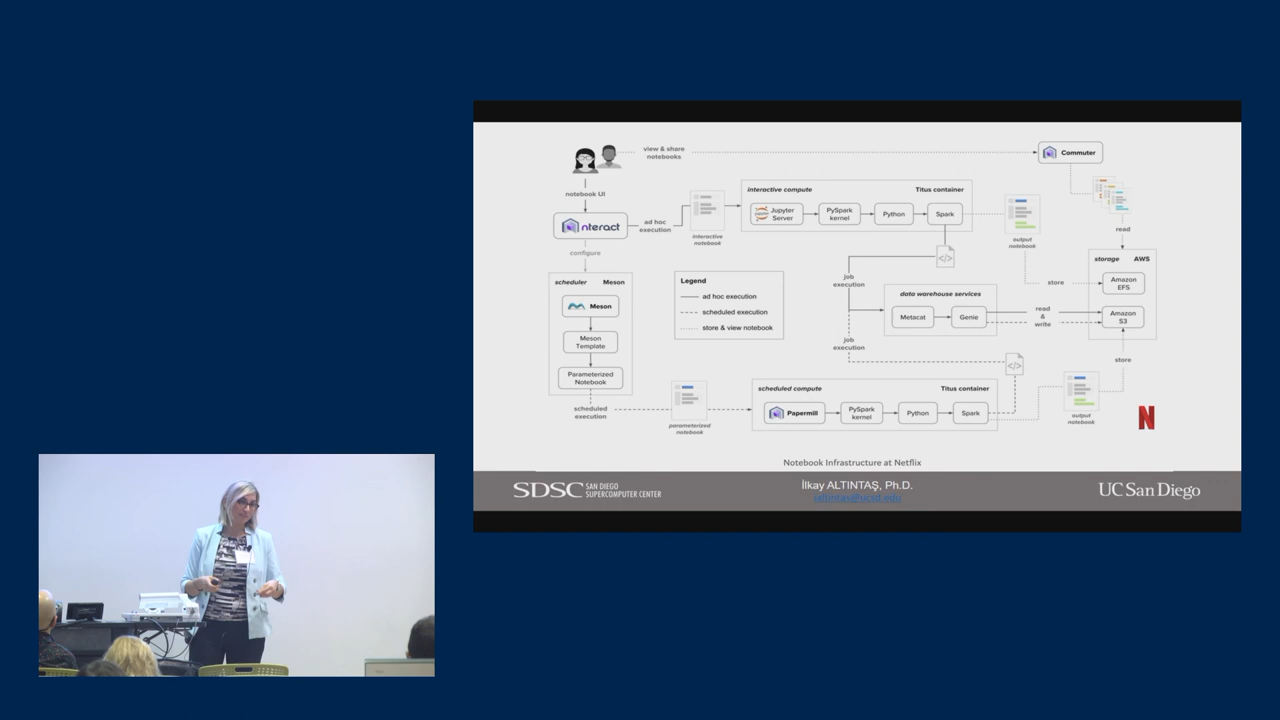 view & share
notebooks
Commuter
notebook UI
nteract
ad hoc
execution
interactive
notebook
interactive compute
Titus container
Jupyter
Server
PySpark
kernel
Python
Spark
output
notebook
read
configure
scheduler
Meson
Meson
Meson
Template
Parameterized
Notebook
Legend
ad hoc execution
scheduled execution
store & view notebook
</>
job
execution
data warehouse services
Metacat
Genie
job
execution
read
&
write
store
storage
AWS
Amazon
EFS
Amazon
S3
store
</>
scheduled
execution
parameterized
notebook
scheduled compute
Titus container
Papermill
PySpark
kernel
Python
Spark
output
notebook
N
Notebook Infrastructure at Netflix
SDSC SAN DIEGO
SUPERCOMPUTER CENTER
İlkay ALTINTAŞ, Ph.D.
ialtintas@ucsd.edu
UC San Diego